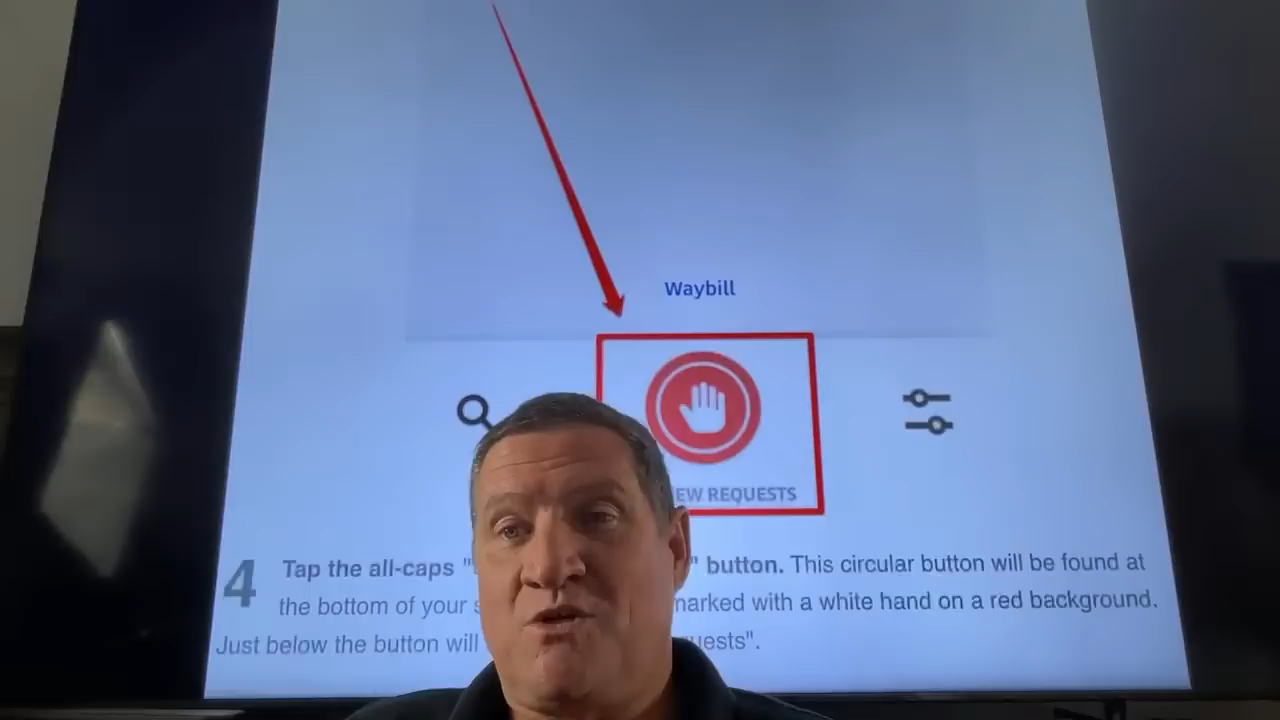 Waybill
EW REQUESTS
4 Tap the all-caps " " button. This circular button will be found at
the bottom of your marked with a white hand on a red background.
Just below the button will uests".